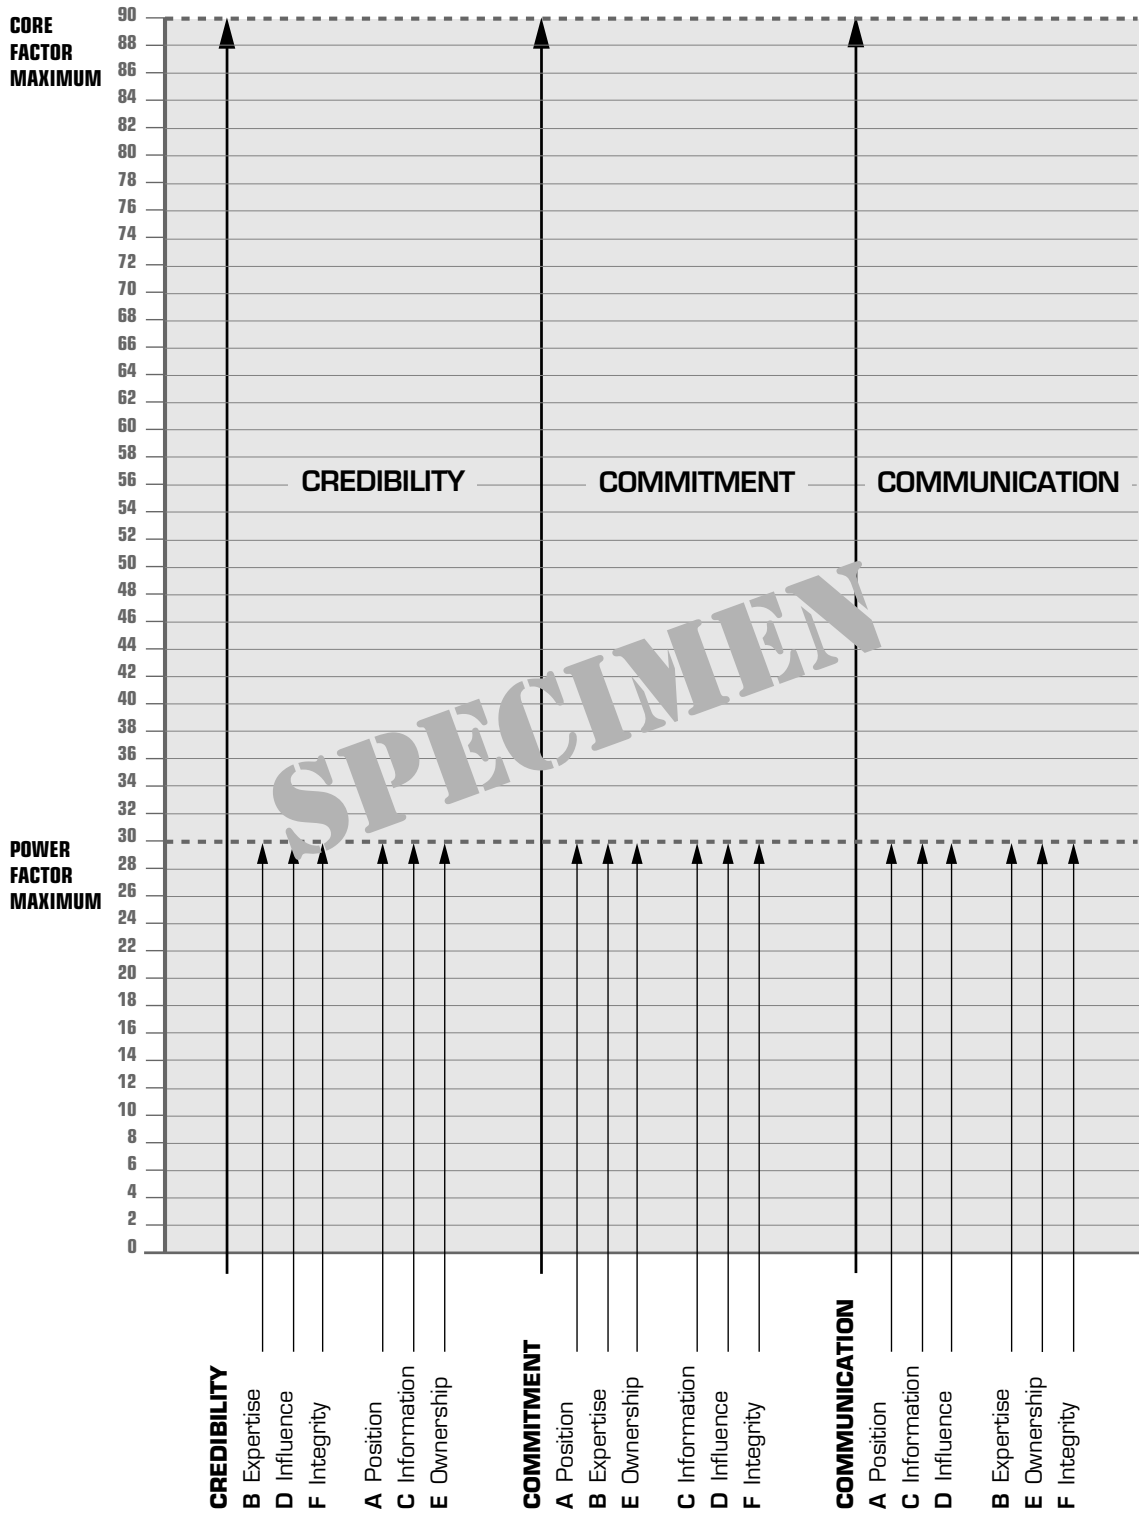 CORE
FACTOR
MAXIMUM
90
88
86
84
82
80
78
76
74
72
70
68
66
64
62
60
58
56
54
52
50
48
46
44
42
40
38
36
34
32
30
28
26
24
22
20
18
16
14
12
10
8
6
4
2
0
CREDIBILITY
COMMITMENT
COMMUNICATION
SPECIMEN
POWER
FACTOR
MAXIMUM
CREDIBILITY
B Expertise
D Influence
F Integrity
A Position
C Information
E Ownership
COMMITMENT
A Position
B Expertise
E Ownership
C Information
D Influence
F Integrity
COMMUNICATION
A Position
C Information
D Influence
B Expertise
E Ownership
F Integrity